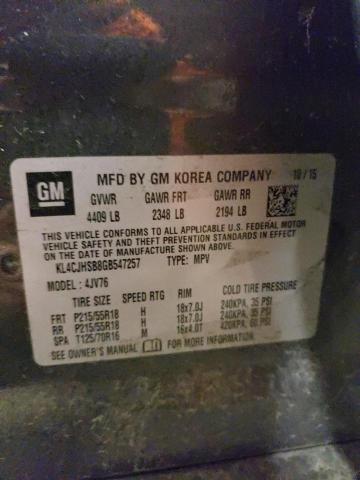 GM
MFD BY GM KOREA COMPANY 10/15
GVWR GAWR FRT GAWR RR
4409 LB 2348 LB 2194 LB
THIS VEHICLE CONFORMS TO ALL APPLICABLE U.S. FEDERAL MOTOR
VEHICLE SAFETY AND THEFT PREVENTION STANDARDS IN EFFECT
ON THE DATE OF MANUFACTURE SHOWN ABOVE.
KL4CJHSB8GB547257 TYPE: MPV
MODEL: 4JV76
TIRE SIZE SPEED RTG RIM COLD TIRE PRESSURE
FRT P215/55R18 H 18x7.0J 240KPA, 35 PSI
RR P215/55R18 H 18x7.0J 240KPA, 35 PSI
SPA T125/70R16 M 16x4.0T 420KPA, 60 PSI
SEE OWNER'S MANUAL FOR MORE INFORMATION.